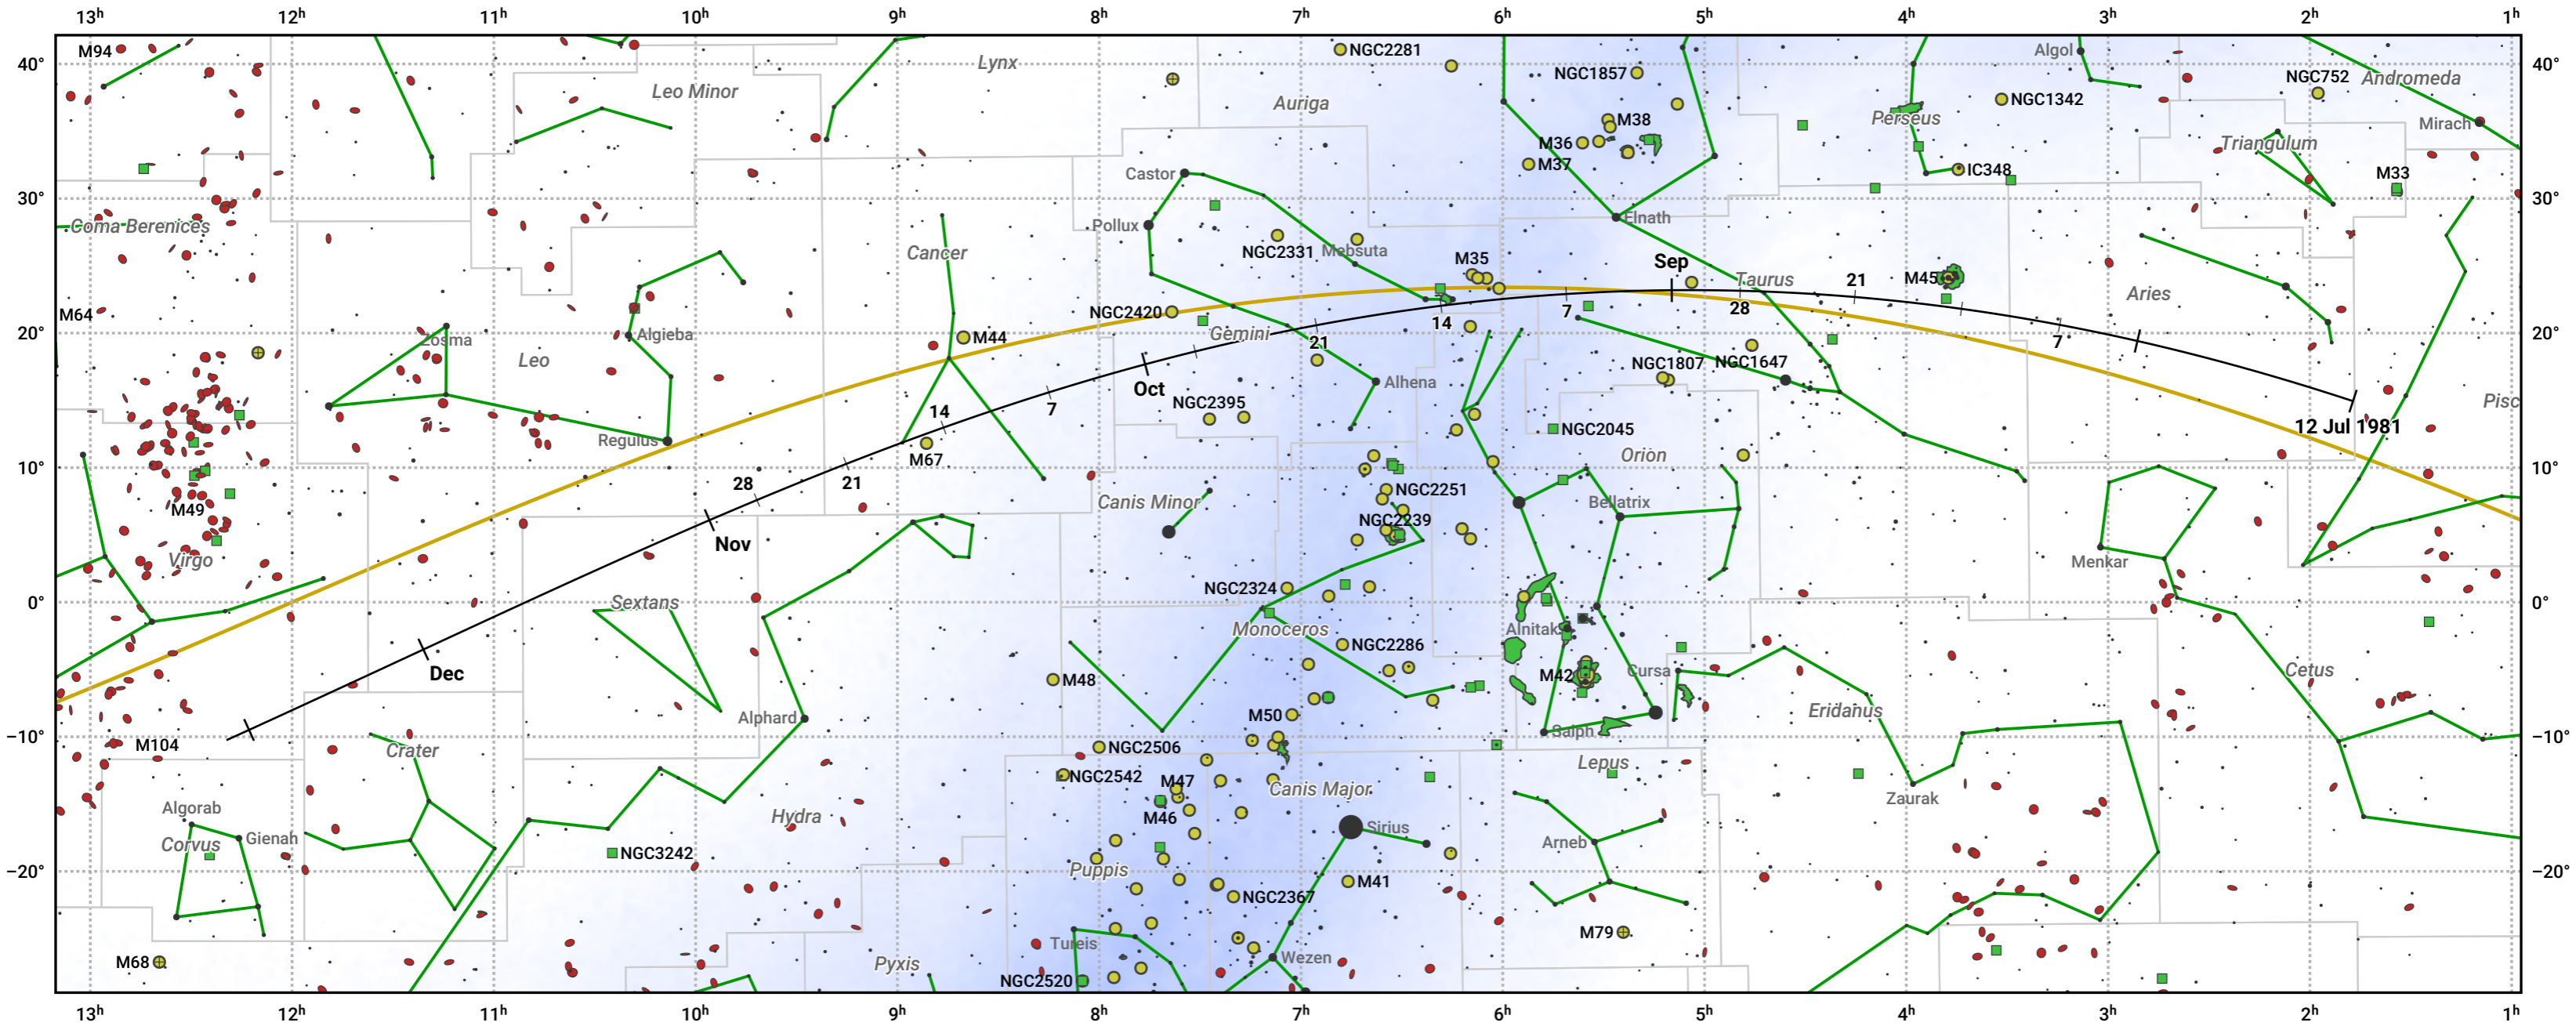 13h 12h 11h 10h 9h 8h 7h 6h 5h 4h 3h 2h 1h
M94 Lynx NGC2281 Algol
40° 40°
NGC1857 NGC752 Andromeda
Leo Minor Auriga NGC1342
M38 Perseus Mirach
M36 Triangulum
M37 IC348 M33
Castor
30° 30°
Coma Berenices Pollux Elnath
Cancer NGC2331 Mebsuta M35 Sep Taurus M45 Aries
21
M64 NGC2420 14 7 28
20° 20°
Zosma Algieba M44 Gemini 21 7
Leo NGC1807 NGC1647
Oct Alhena
14 7 NGC2395 Pisc
12 Jul 1981
Regulus M67 NGC2045
Orion
10° 10°
28 21 NGC2251
M49 Canis Minor Bellatrix
NGC2239
Nov
Virgo Menkar
NGC2324
0° 0°
Sextans Monoceros Alnitak
NGC2286
Dec M48 M42 Cursa Cetus
Alphard M50 Eridanus
Saiph
−10° −10°
M104 Crater NGC2506
Lepus
NGC2542 M47 Canis Major
Zaurak
Algorab Hydra M46
Gienah Sirius
Corvus Arneb
NGC3242
−20° −20°
Puppis M41
NGC2367
M79
Tureis
M68 Pyxis Wezen
NGC2520
13h 12h 11h 10h 9h 8h 7h 6h 5h 4h 3h 2h 1h